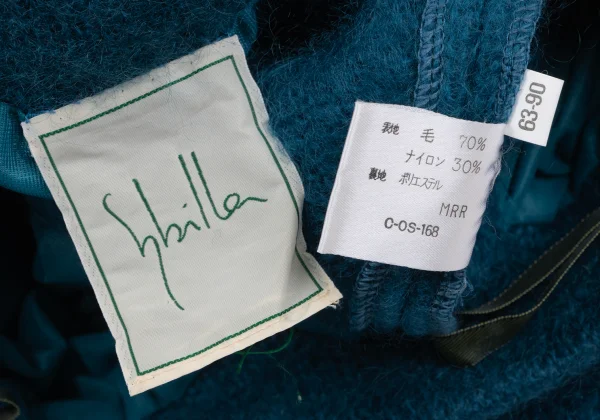 Sybilla
表地 毛 70%
ナイロン 30%
裏地 ポリエステル
MRR
C-OS-168
63-90